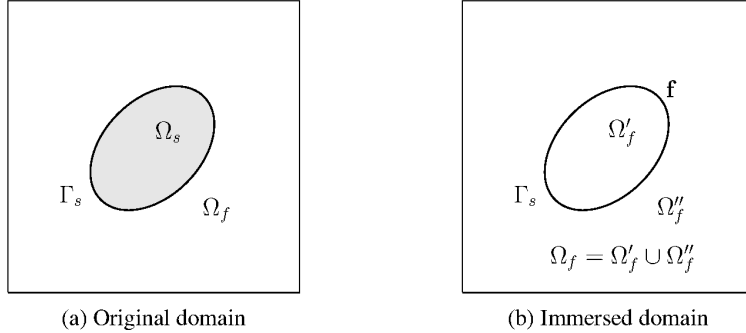 Ω_s
Γ_s
Ω_f
(a) Original domain
f
Ω′_f
Γ_s
Ω″_f
Ω_f = Ω′_f ∪ Ω″_f
(b) Immersed domain